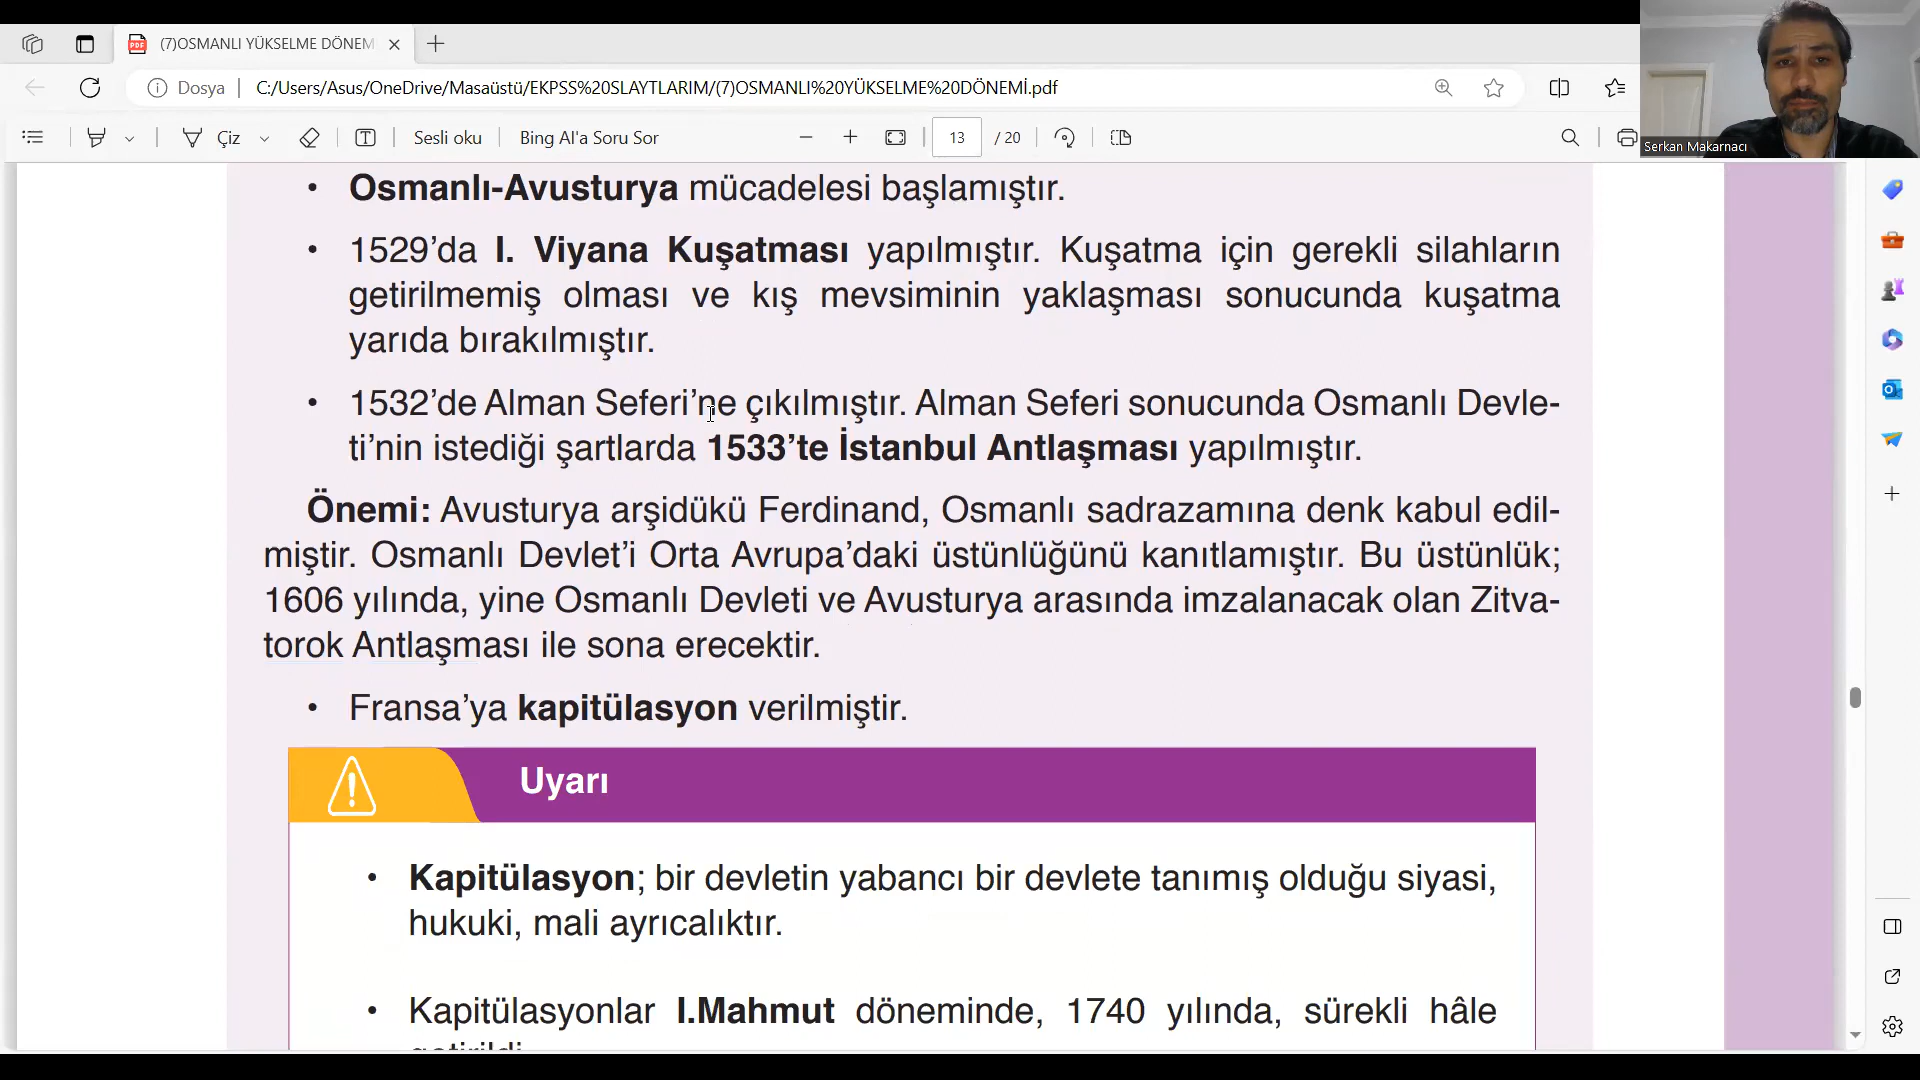 (7)OSMANLI YÜKSELME DÖNEM
Dosya
C:/Users/Asus/OneDrive/Masaüstü/EKPSS%20SLAYTLARIM/(7)OSMANLI%20YÜKSELME%20DÖNEMİ.pdf
Çiz
Sesli oku
Bing AI'a Soru Sor
13 / 20
Serkan Makarnacı
• Osmanlı-Avusturya mücadelesi başlamıştır.
• 1529’da I. Viyana Kuşatması yapılmıştır. Kuşatma için gerekli silahların
getirilmemiş olması ve kış mevsiminin yaklaşması sonucunda kuşatma
yarıda bırakılmıştır.
• 1532’de Alman Seferi’ne çıkılmıştır. Alman Seferi sonucunda Osmanlı Devle-
ti’nin istediği şartlarda 1533’te İstanbul Antlaşması yapılmıştır.
Önemi: Avusturya arşidükü Ferdinand, Osmanlı sadrazamına denk kabul edil-
miştir. Osmanlı Devlet’i Orta Avrupa’daki üstünlüğünü kanıtlamıştır. Bu üstünlük;
1606 yılında, yine Osmanlı Devleti ve Avusturya arasında imzalanacak olan Zitva-
torok Antlaşması ile sona erecektir.
• Fransa’ya kapitülasyon verilmiştir.
Uyarı
• Kapitülasyon; bir devletin yabancı bir devlete tanımış olduğu siyasi,
hukuki, mali ayrıcalıktır.
• Kapitülasyonlar I.Mahmut döneminde, 1740 yılında, sürekli hâle